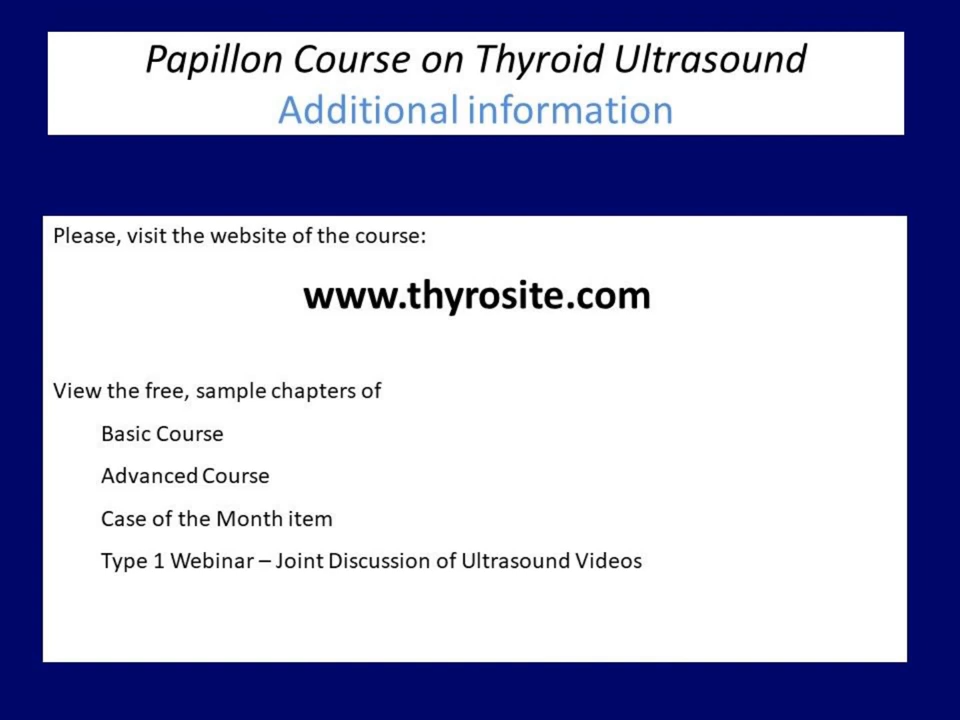 Papillon Course on Thyroid Ultrasound
Additional information
Please, visit the website of the course:
www.thyrosite.com
View the free, sample chapters of
Basic Course
Advanced Course
Case of the Month item
Type 1 Webinar – Joint Discussion of Ultrasound Videos